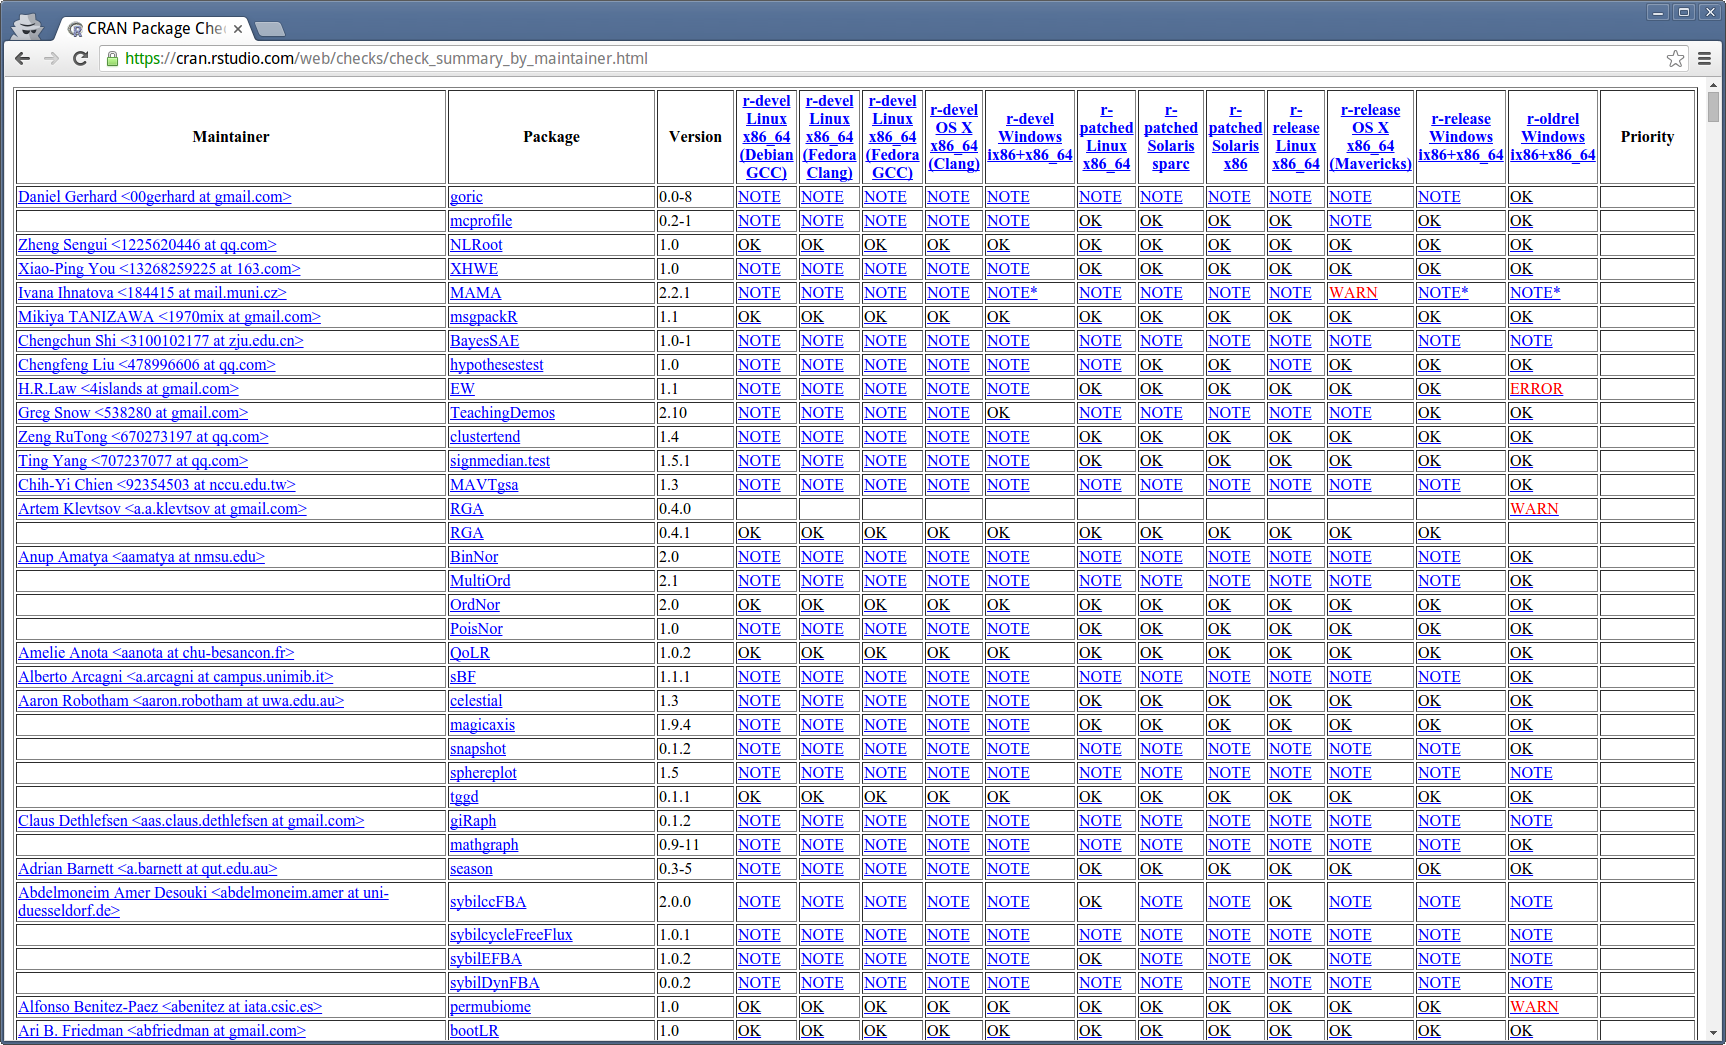 CRAN Package Che
https://cran.rstudio.com/web/checks/check_summary_by_maintainer.html
Maintainer Package Version r-devel Linux x86_64 (Debian GCC) r-devel Linux x86_64 (Fedora Clang) r-devel Linux x86_64 (Fedora GCC) r-devel OS X x86_64 (Clang) r-devel Windows ix86+x86_64 r-patched Linux x86_64 r-patched Solaris sparc r-patched Solaris x86 r-release Linux x86_64 r-release OS X x86_64 (Mavericks) r-release Windows ix86+x86_64 r-oldrel Windows ix86+x86_64 Priority
Daniel Gerhard <00gerhard at gmail.com> goric 0.0-8 NOTE NOTE NOTE NOTE NOTE NOTE NOTE NOTE NOTE NOTE NOTE OK
mcprofile 0.2-1 NOTE NOTE NOTE NOTE NOTE OK OK OK OK NOTE OK OK
Zheng Sengui <1225620446 at qq.com> NLRoot 1.0 OK OK OK OK OK OK OK OK OK OK OK OK
Xiao-Ping You <13268259225 at 163.com> XHWE 1.0 NOTE NOTE NOTE NOTE NOTE OK OK OK OK OK OK OK
Ivana Ihnatova <184415 at mail.muni.cz> MAMA 2.2.1 NOTE NOTE NOTE NOTE NOTE* NOTE NOTE NOTE NOTE WARN NOTE* NOTE*
Mikiya TANIZAWA <1970mix at gmail.com> msgpackR 1.1 OK OK OK OK OK OK OK OK OK OK OK OK
Chengchun Shi <3100102177 at zju.edu.cn> BayesSAE 1.0-1 NOTE NOTE NOTE NOTE NOTE NOTE NOTE NOTE NOTE NOTE NOTE NOTE
Chengfeng Liu <478996606 at qq.com> hypothesestest 1.0 NOTE NOTE NOTE NOTE NOTE NOTE OK OK NOTE OK OK OK
H.R.Law <4islands at gmail.com> EW 1.1 NOTE NOTE NOTE NOTE NOTE OK OK OK OK OK OK ERROR
Greg Snow <538280 at gmail.com> TeachingDemos 2.10 NOTE NOTE NOTE NOTE OK NOTE NOTE NOTE NOTE NOTE OK OK
Zeng RuTong <670273197 at qq.com> clustertend 1.4 NOTE NOTE NOTE NOTE NOTE OK OK OK OK OK OK OK
Ting Yang <707237077 at qq.com> signmedian.test 1.5.1 NOTE NOTE NOTE NOTE NOTE OK OK OK OK OK OK OK
Chih-Yi Chien <92354503 at nccu.edu.tw> MAVTgsa 1.3 NOTE NOTE NOTE NOTE NOTE NOTE NOTE NOTE NOTE NOTE NOTE OK
Artem Klevtsov <a.a.klevtsov at gmail.com> RGA 0.4.0 WARN
RGA 0.4.1 OK OK OK OK OK OK OK OK OK OK OK
Anup Amatya <aamatya at nmsu.edu> BinNor 2.0 NOTE NOTE NOTE NOTE NOTE NOTE NOTE NOTE NOTE NOTE NOTE OK
MultiOrd 2.1 NOTE NOTE NOTE NOTE NOTE NOTE NOTE NOTE NOTE NOTE NOTE OK
OrdNor 2.0 OK OK OK OK OK OK OK OK OK OK OK OK
PoisNor 1.0 NOTE NOTE NOTE NOTE NOTE OK OK OK OK OK OK OK
Amelie Anota <aanota at chu-besancon.fr> QoLR 1.0.2 OK OK OK OK OK OK OK OK OK OK OK OK
Alberto Arcagni <a.arcagni at campus.unimib.it> sBF 1.1.1 NOTE NOTE NOTE NOTE NOTE NOTE NOTE NOTE NOTE NOTE NOTE OK
Aaron Robotham <aaron.robotham at uwa.edu.au> celestial 1.3 NOTE NOTE NOTE NOTE NOTE OK OK OK OK OK OK OK
magicaxis 1.9.4 NOTE NOTE NOTE NOTE NOTE OK OK OK OK OK OK OK
snapshot 0.1.2 NOTE NOTE NOTE NOTE NOTE NOTE NOTE NOTE NOTE NOTE NOTE OK
sphereplot 1.5 NOTE NOTE NOTE NOTE NOTE NOTE NOTE NOTE NOTE NOTE NOTE NOTE
tggd 0.1.1 OK OK OK OK OK OK OK OK OK OK OK OK
Claus Dethlefsen <aas.claus.dethlefsen at gmail.com> giRaph 0.1.2 NOTE NOTE NOTE NOTE NOTE NOTE NOTE NOTE NOTE NOTE NOTE NOTE
mathgraph 0.9-11 NOTE NOTE NOTE NOTE NOTE NOTE NOTE NOTE NOTE NOTE NOTE OK
Adrian Barnett <a.barnett at qut.edu.au> season 0.3-5 NOTE NOTE NOTE NOTE NOTE OK OK OK OK OK OK OK
Abdelmoneim Amer Desouki <abdelmoneim.amer at uni-
duesseldorf.de> sybilccFBA 2.0.0 NOTE NOTE NOTE NOTE NOTE OK NOTE NOTE OK NOTE NOTE NOTE
sybilcycleFreeFlux 1.0.1 NOTE NOTE NOTE NOTE NOTE NOTE NOTE NOTE NOTE NOTE NOTE NOTE
sybilEFBA 1.0.2 NOTE NOTE NOTE NOTE NOTE OK NOTE NOTE OK NOTE NOTE NOTE
sybilDynFBA 0.0.2 NOTE NOTE NOTE NOTE NOTE NOTE NOTE NOTE NOTE NOTE NOTE NOTE
Alfonso Benitez-Paez <abenitez at iata.csic.es> permubiome 1.0 OK OK OK OK OK OK OK OK OK OK OK WARN
Ari B. Friedman <abfriedman at gmail.com> bootLR 1.0 OK OK OK OK OK OK OK OK OK OK OK OK